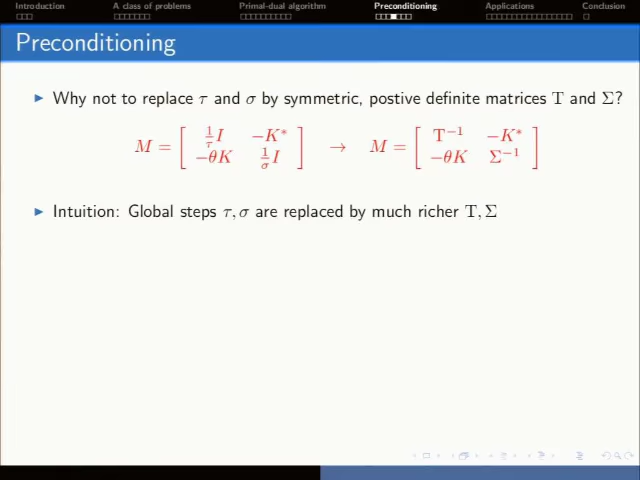 Introduction A class of problems Primal-dual algorithm Preconditioning Applications Conclusion
Preconditioning
▶ Why not to replace τ and σ by symmetric, postive definite matrices T and Σ?
M = [ 1/τ I −K* ; −θK 1/σ I ] → M = [ T⁻¹ −K* ; −θK Σ⁻¹ ]
▶ Intuition: Global steps τ, σ are replaced by much richer T, Σ